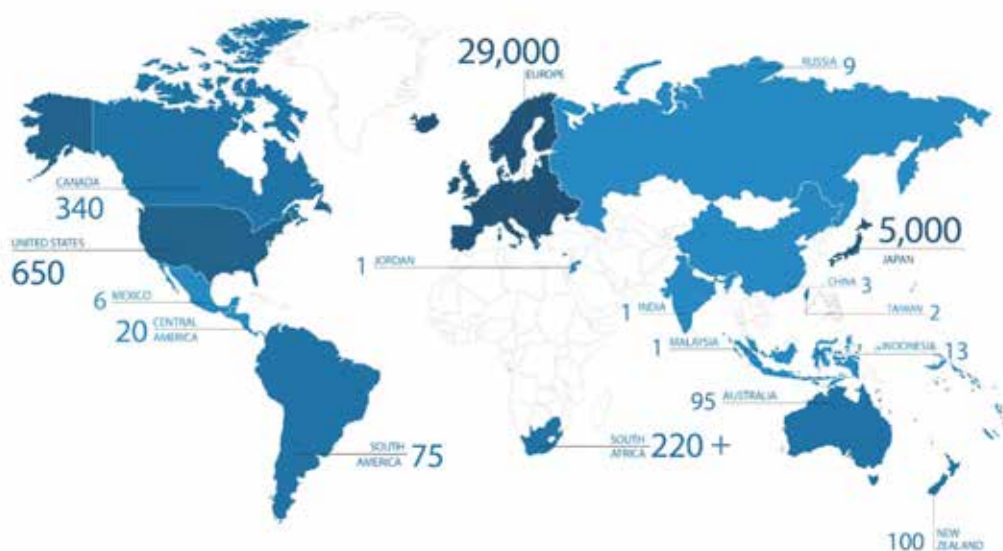 29,000
EUROPE
RUSSIA 9
CANADA
340
UNITED STATES
650
5,000
JAPAN
1 JORDAN
6 MEXICO
CHINA 3
1 INDIA
TAIWAN 2
20 CENTRAL
AMERICA
1 MALAYSIA
INDONESIA 13
95 AUSTRALIA
SOUTH
AMERICA 75
SOUTH
AFRICA 220 +
100 NEW
ZEALAND